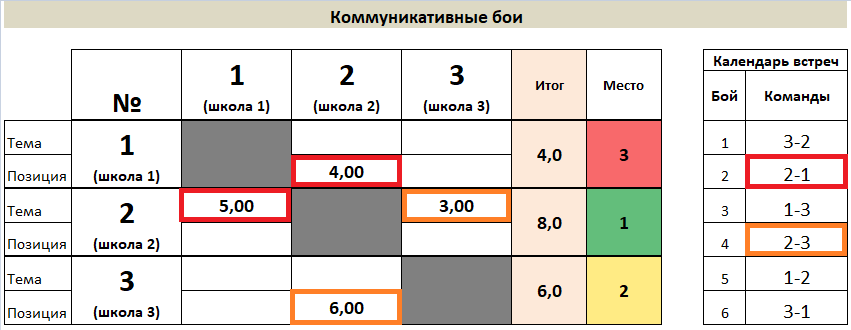 Коммуникативные бои
№ 1 2 3 Итог Место
(школа 1) (школа 2) (школа 3)
Тема 1 4,0 3
Позиция (школа 1) 4,00
Тема 2 5,00 3,00 8,0 1
Позиция (школа 2)
Тема 3 6,0 2
Позиция (школа 3) 6,00
Календарь встреч
Бой Команды
1 3-2
2 2-1
3 1-3
4 2-3
5 1-2
6 3-1